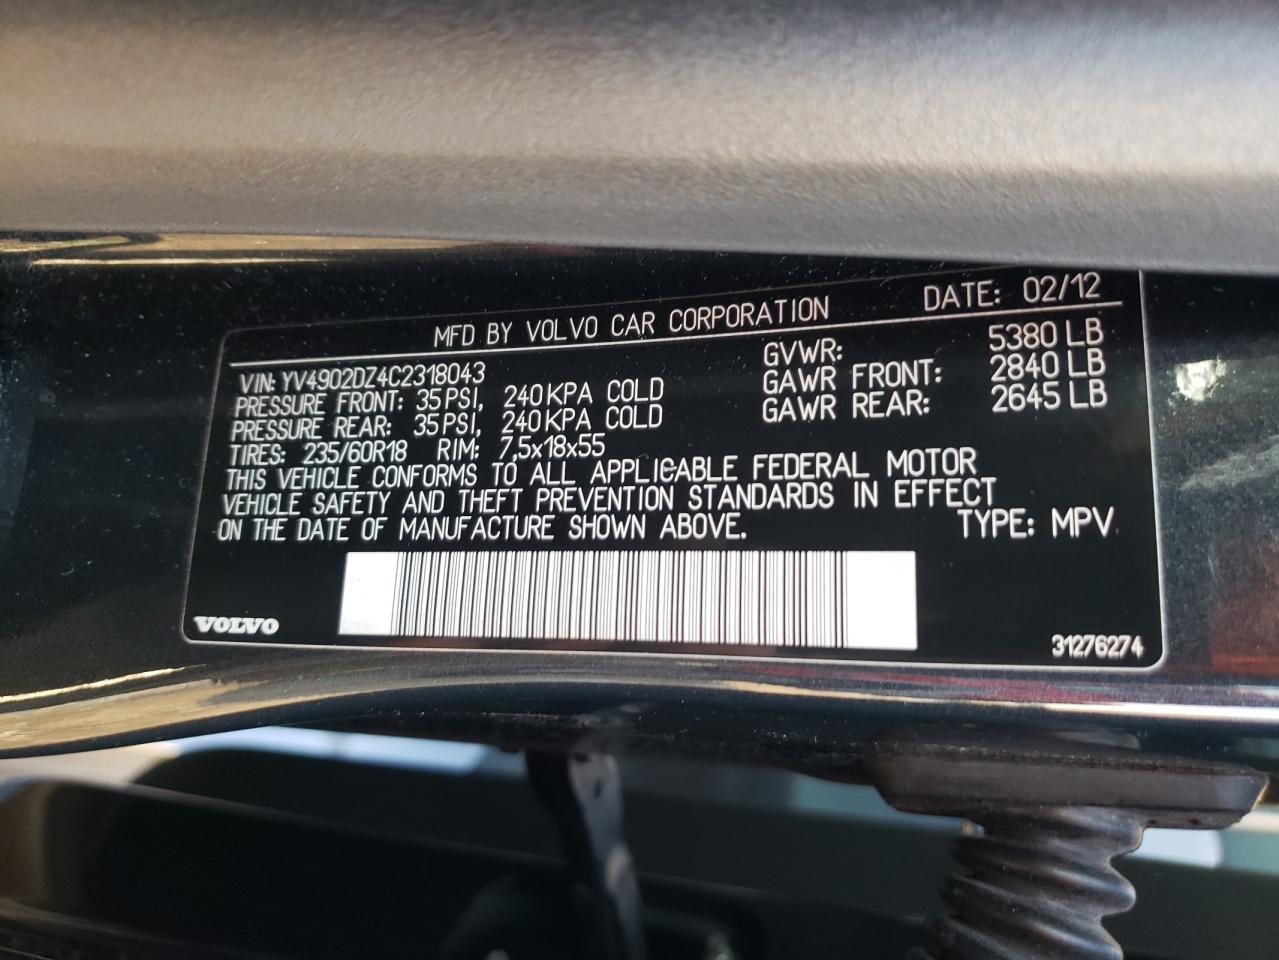 MFD BY VOLVO CAR CORPORATION DATE: 02/12
VIN: YV4902DZ4C2318043 GVWR: 5380 LB
PRESSURE FRONT: 35 PSI, 240 KPA COLD GAWR FRONT: 2840 LB
PRESSURE REAR: 35 PSI, 240 KPA COLD GAWR REAR: 2645 LB
TIRES: 235/60R18 RIM: 7,5x18x55
THIS VEHICLE CONFORMS TO ALL APPLICABLE FEDERAL MOTOR
VEHICLE SAFETY AND THEFT PREVENTION STANDARDS IN EFFECT
ON THE DATE OF MANUFACTURE SHOWN ABOVE. TYPE: MPV
VOLVO 31276274